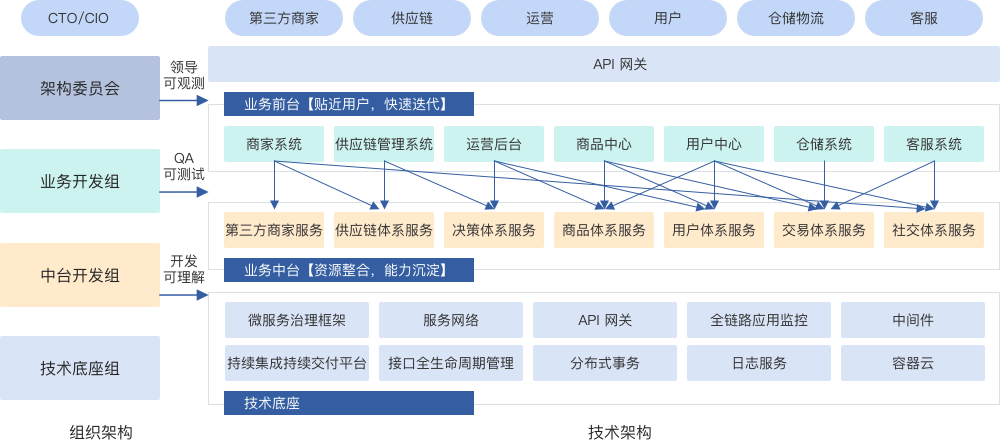 CTO/CIO
第三方商家
供应链
运营
用户
仓储物流
客服
架构委员会
领导
可观测
API 网关
业务前台【贴近用户，快速迭代】
业务开发组
QA
可测试
商家系统
供应链管理系统
运营后台
商品中心
用户中心
仓储系统
客服系统
第三方商家服务
供应链体系服务
决策体系服务
商品体系服务
用户体系服务
交易体系服务
社交体系服务
中台开发组
开发
可理解
业务中台【资源整合，能力沉淀】
微服务治理框架
服务网络
API 网关
全链路应用监控
中间件
技术底座组
持续集成持续交付平台
接口全生命周期管理
分布式事务
日志服务
容器云
技术底座
组织架构
技术架构